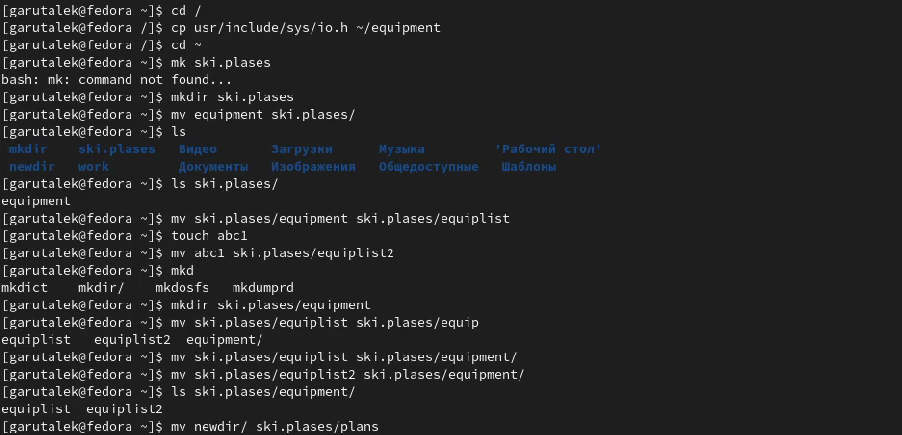 [garutalek@fedora ~]$ cd /
[garutalek@fedora /]$ cp usr/include/sys/io.h ~/equipment
[garutalek@fedora /]$ cd ~
[garutalek@fedora ~]$ mk ski.plases
bash: mk: command not found...
[garutalek@fedora ~]$ mkdir ski.plases
[garutalek@fedora ~]$ mv equipment ski.plases/
[garutalek@fedora ~]$ ls
mkdir ski.plases Видео Загрузки Музыка 'Рабочий стол'
newdir work Документы Изображения Общедоступные Шаблоны
[garutalek@fedora ~]$ ls ski.plases/
equipment
[garutalek@fedora ~]$ mv ski.plases/equipment ski.plases/equiplist
[garutalek@fedora ~]$ touch abc1
[garutalek@fedora ~]$ mv abc1 ski.plases/equiplist2
[garutalek@fedora ~]$ mkd
mkdict mkdir/ mkdosfs mkdumprd
[garutalek@fedora ~]$ mkdir ski.plases/equipment
[garutalek@fedora ~]$ mv ski.plases/equiplist ski.plases/equip
equiplist equiplist2 equipment/
[garutalek@fedora ~]$ mv ski.plases/equiplist ski.plases/equipment/
[garutalek@fedora ~]$ mv ski.plases/equiplist2 ski.plases/equipment/
[garutalek@fedora ~]$ ls ski.plases/equipment/
equiplist equiplist2
[garutalek@fedora ~]$ mv newdir/ ski.plases/plans